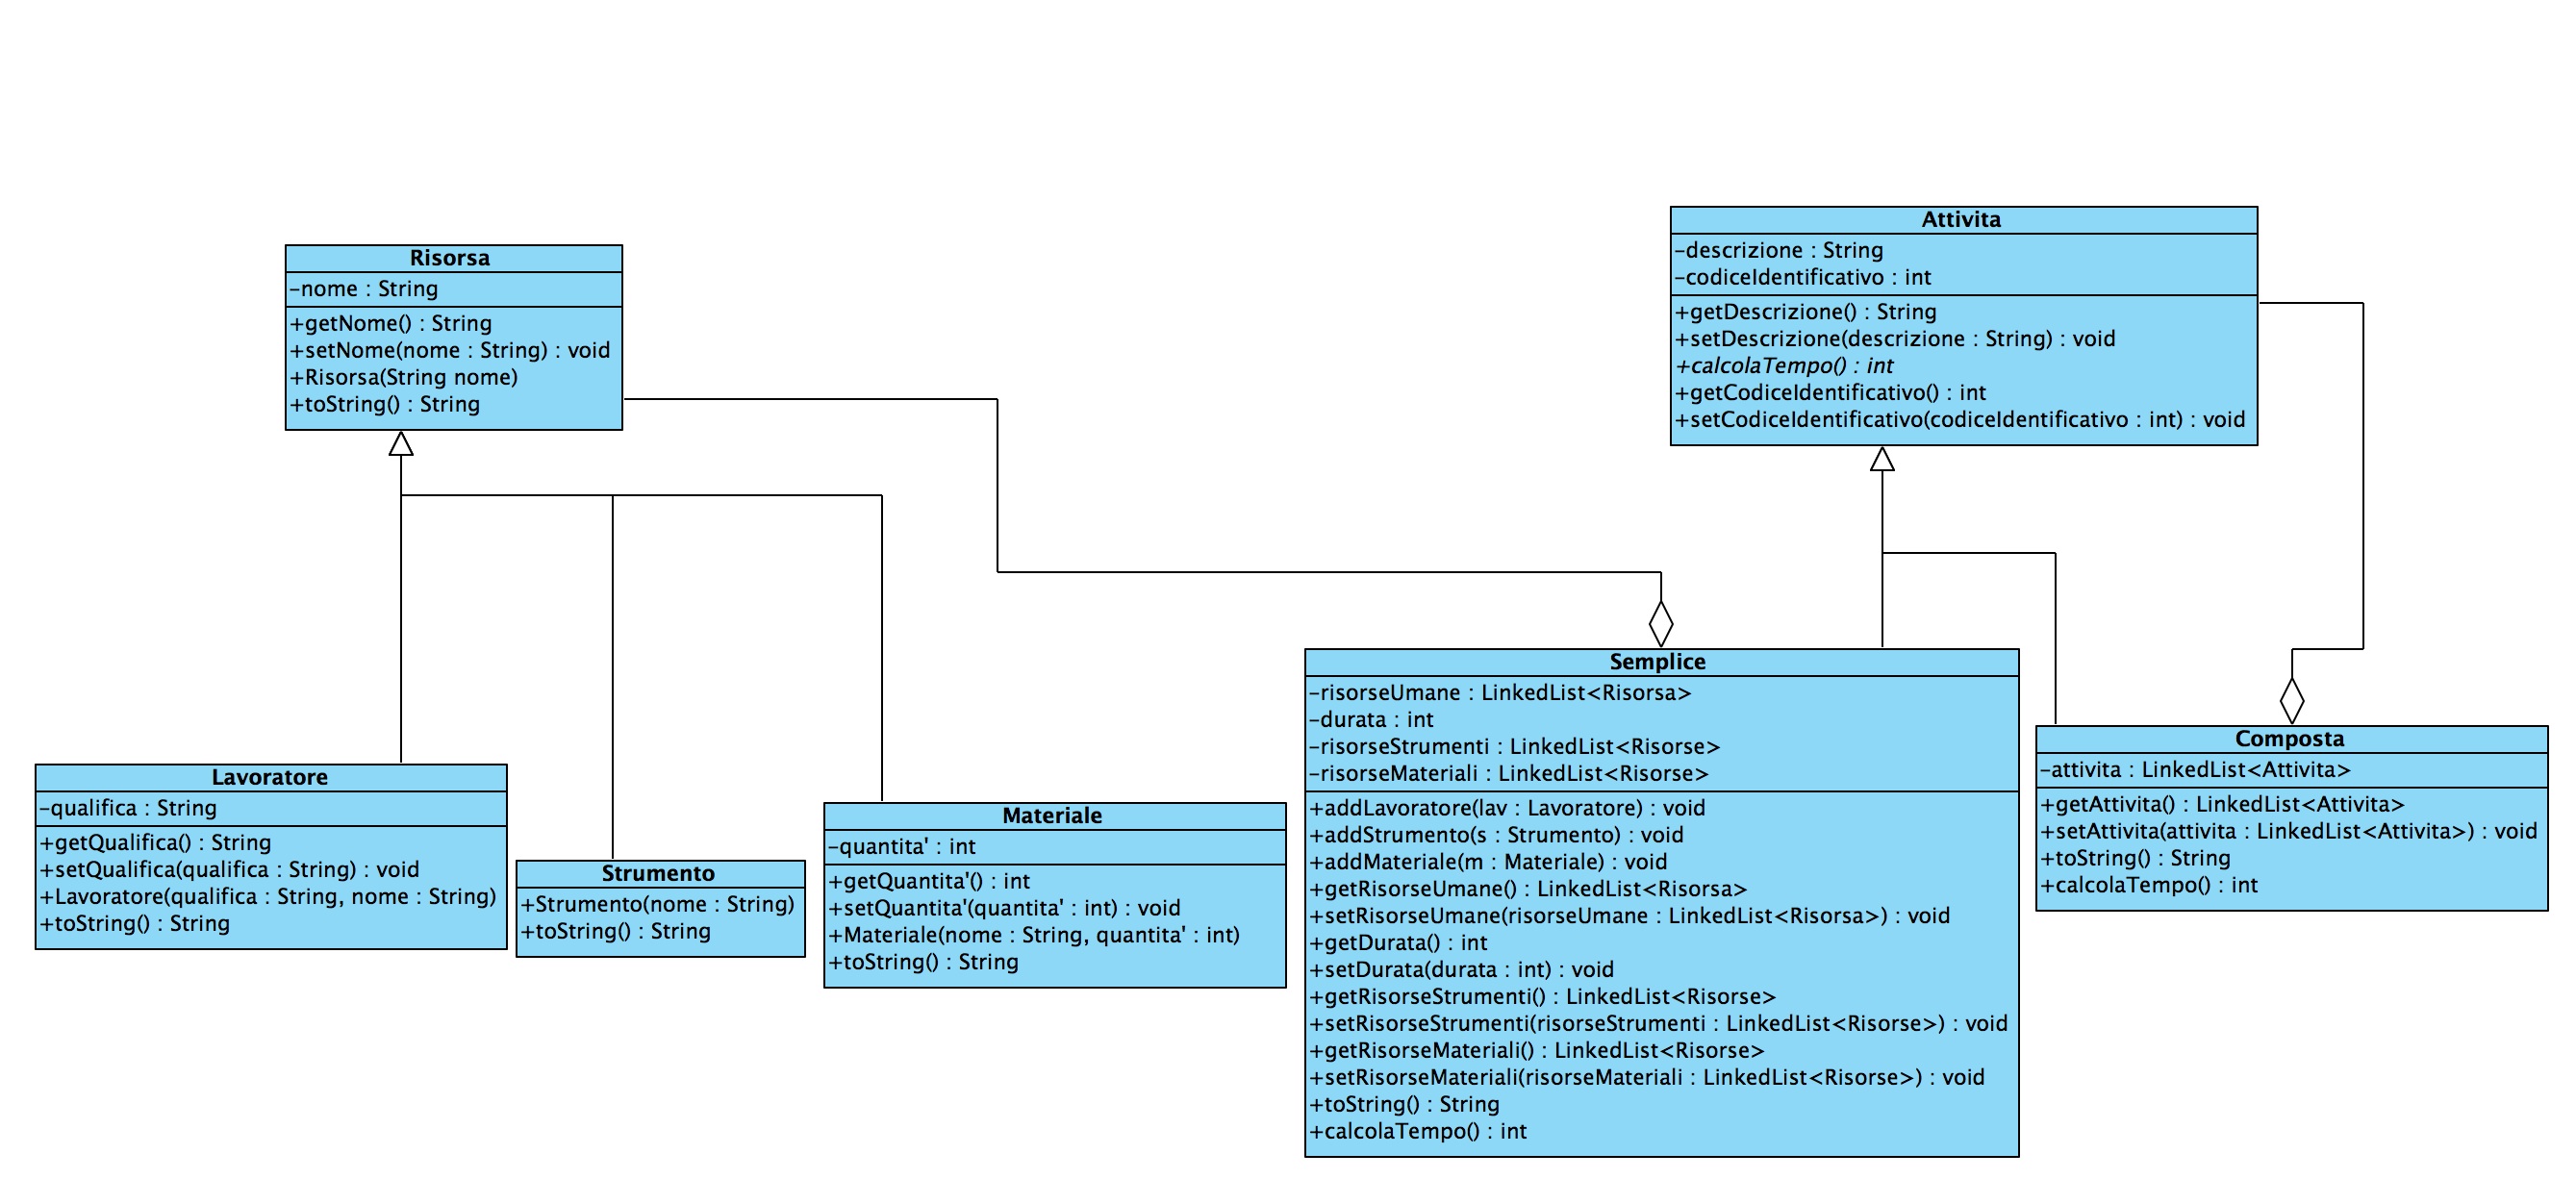 Risorsa
-nome : String
+getNome() : String
+setNome(nome : String) : void
+Risorsa(String nome)
+toString() : String
Attivita
-descrizione : String
-codiceIdentificativo : int
+getDescrizione() : String
+setDescrizione(descrizione : String) : void
+calcolaTempo() : int
+getCodiceIdentificativo() : int
+setCodiceIdentificativo(codiceIdentificativo : int) : void
Lavoratore
-qualifica : String
+getQualifica() : String
+setQualifica(qualifica : String) : void
+Lavoratore(qualifica : String, nome : String)
+toString() : String
Strumento
+Strumento(nome : String)
+toString() : String
Materiale
-quantita' : int
+getQuantita'() : int
+setQuantita'(quantita' : int) : void
+Materiale(nome : String, quantita' : int)
+toString() : String
Semplice
-risorseUmane : LinkedList<Risorsa>
-durata : int
-risorseStrumenti : LinkedList<Risorse>
-risorseMateriali : LinkedList<Risorse>
+addLavoratore(lav : Lavoratore) : void
+addStrumento(s : Strumento) : void
+addMateriale(m : Materiale) : void
+getRisorseUmane() : LinkedList<Risorsa>
+setRisorseUmane(risorseUmane : LinkedList<Risorsa>) : void
+getDurata() : int
+setDurata(durata : int) : void
+getRisorseStrumenti() : LinkedList<Risorse>
+setRisorseStrumenti(risorseStrumenti : LinkedList<Risorse>) : void
+getRisorseMateriali() : LinkedList<Risorse>
+setRisorseMateriali(risorseMateriali : LinkedList<Risorse>) : void
+toString() : String
+calcolaTempo() : int
Composta
-attivita : LinkedList<Attivita>
+getAttivita() : LinkedList<Attivita>
+setAttivita(attivita : LinkedList<Attivita>) : void
+toString() : String
+calcolaTempo() : int